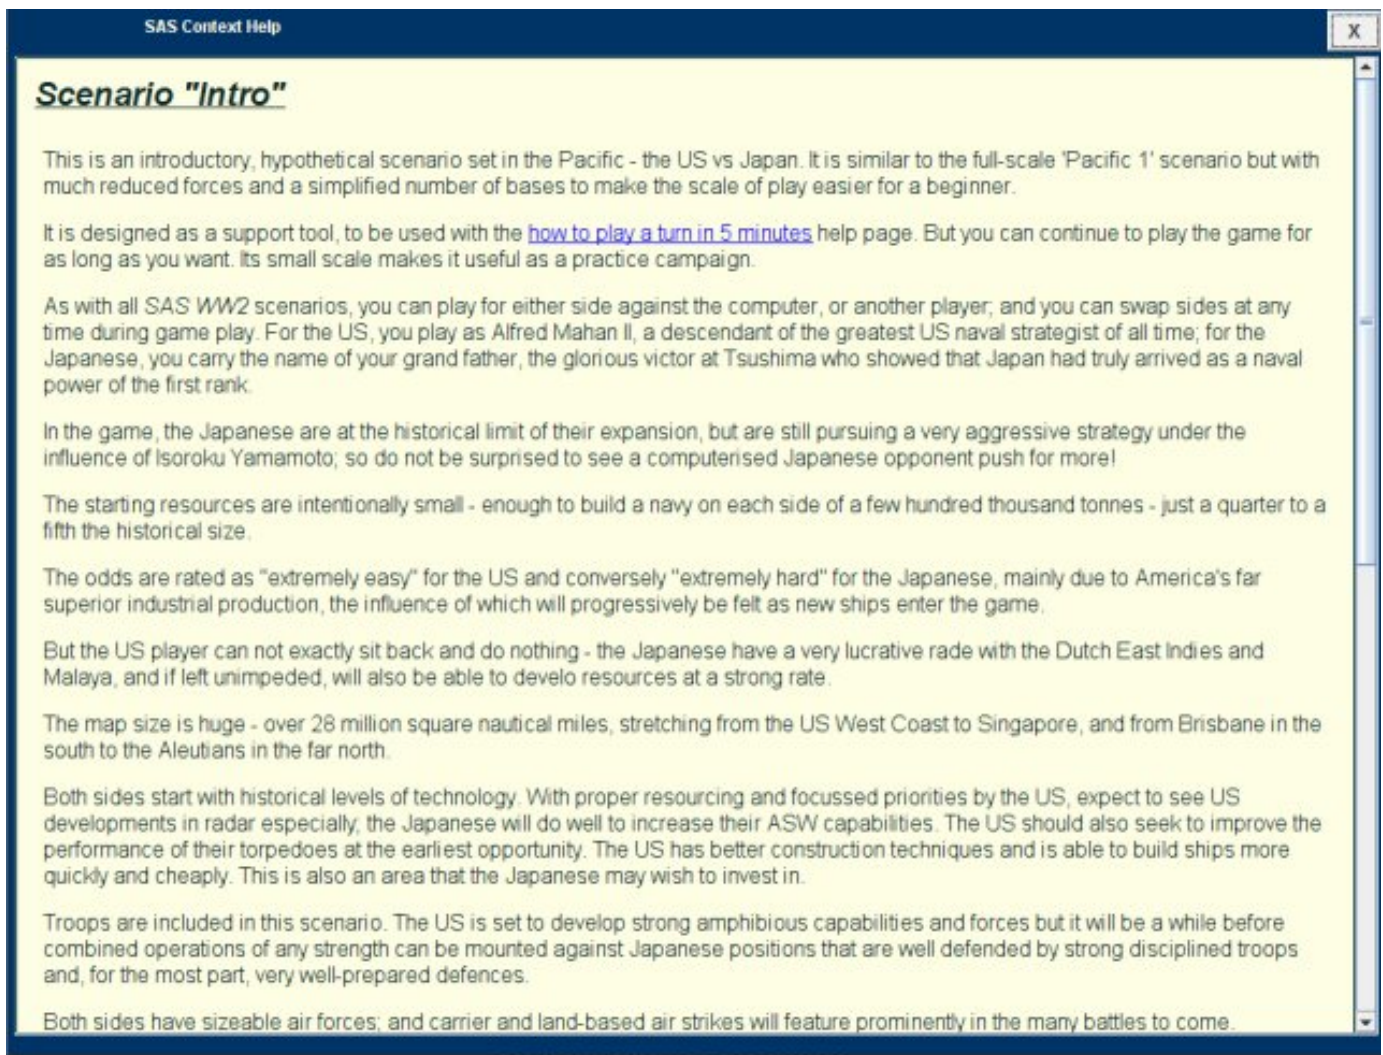 SAS Context Help
X
Scenario "Intro"
This is an introductory, hypothetical scenario set in the Pacific - the US vs Japan. It is similar to the full-scale 'Pacific 1' scenario but with
much reduced forces and a simplified number of bases to make the scale of play easier for a beginner.
It is designed as a support tool, to be used with the how to play a turn in 5 minutes help page. But you can continue to play the game for
as long as you want. Its small scale makes it useful as a practice campaign.
As with all SAS WW2 scenarios, you can play for either side against the computer, or another player; and you can swap sides at any
time during game play. For the US, you play as Alfred Mahan II, a descendant of the greatest US naval strategist of all time; for the
Japanese, you carry the name of your grand father, the glorious victor at Tsushima who showed that Japan had truly arrived as a naval
power of the first rank.
In the game, the Japanese are at the historical limit of their expansion, but are still pursuing a very aggressive strategy under the
influence of Isoroku Yamamoto; so do not be surprised to see a computerised Japanese opponent push for more!
The starting resources are intentionally small - enough to build a navy on each side of a few hundred thousand tonnes - just a quarter to a
fifth the historical size.
The odds are rated as "extremely easy" for the US and conversely "extremely hard" for the Japanese, mainly due to America's far
superior industrial production, the influence of which will progressively be felt as new ships enter the game.
But the US player can not exactly sit back and do nothing - the Japanese have a very lucrative rade with the Dutch East Indies and
Malaya, and if left unimpeded, will also be able to develo resources at a strong rate.
The map size is huge - over 28 million square nautical miles, stretching from the US West Coast to Singapore, and from Brisbane in the
south to the Aleutians in the far north.
Both sides start with historical levels of technology. With proper resourcing and focussed priorities by the US, expect to see US
developments in radar especially; the Japanese will do well to increase their ASW capabilities. The US should also seek to improve the
performance of their torpedoes at the earliest opportunity. The US has better construction techniques and is able to build ships more
quickly and cheaply. This is also an area that the Japanese may wish to invest in.
Troops are included in this scenario. The US is set to develop strong amphibious capabilities and forces but it will be a while before
combined operations of any strength can be mounted against Japanese positions that are well defended by strong disciplined troops
and, for the most part, very well-prepared defences.
Both sides have sizeable air forces; and carrier and land-based air strikes will feature prominently in the many battles to come.